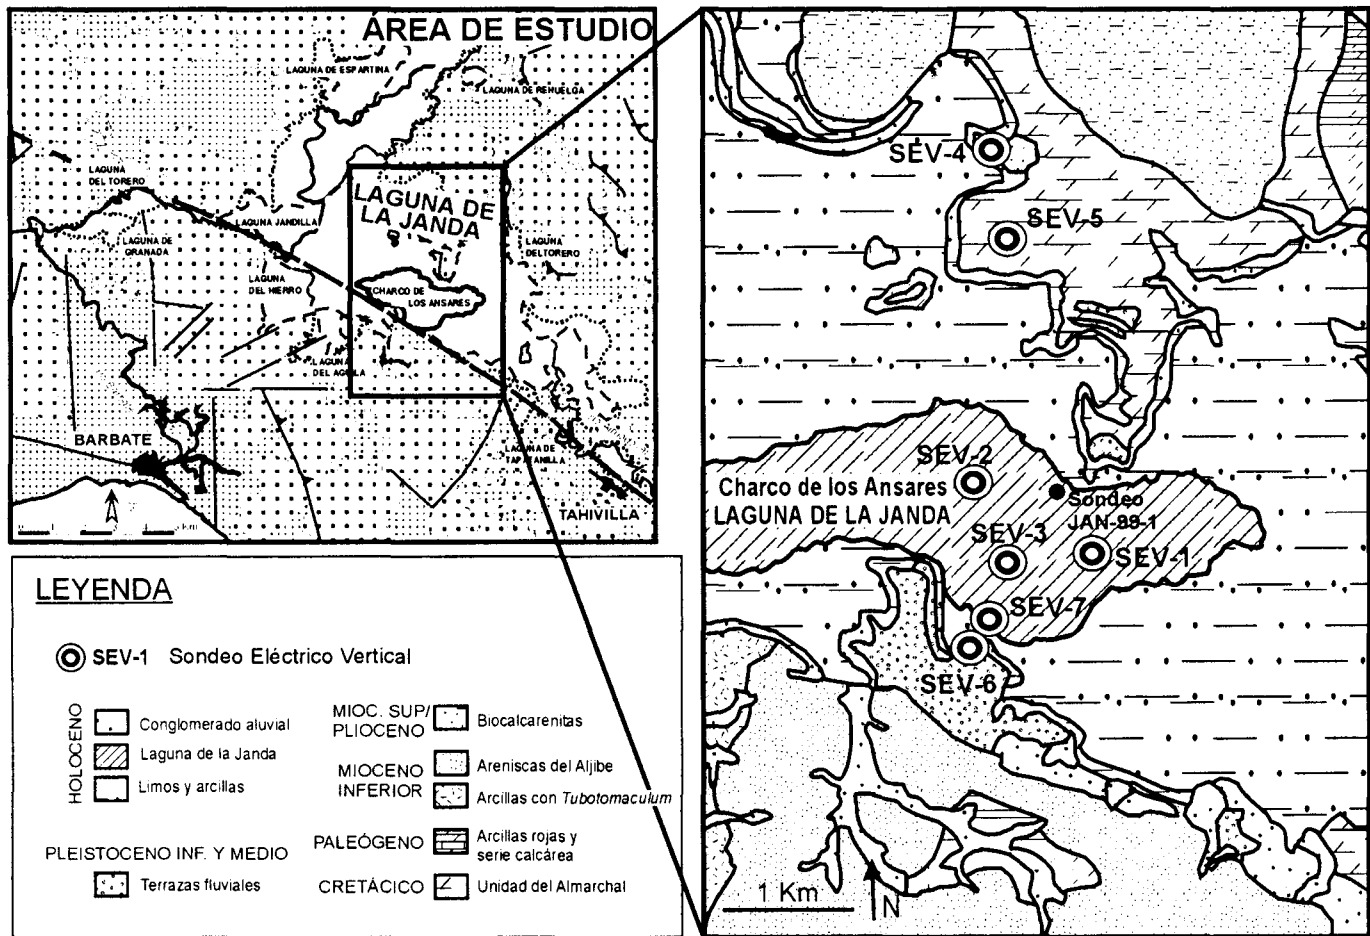 ÁREA DE ESTUDIO
LAGUNA DE ESPARTINA
LAGUNA DE REHUELGA
LAGUNA
DEL TORERO
LAGUNA JANDILLA
LAGUNA DE
LA JANDA
LAGUNA DE
GRANADA
LAGUNA
DEL TORERO
LAGUNA
DEL HIERRO
CHARCO DE
LOS ANSARES
LAGUNA
DEL AGUILA
BARBATE
LAGUNA DE
TAHIVILLA
SEV-4
SEV-5
SEV-2
Charco de los Ansares
LAGUNA DE LA JANDA
Sondeo
JAN-99-1
SEV-3
SEV-1
SEV-7
SEV-6
1 Km
N
LEYENDA
SEV-1 Sondeo Eléctrico Vertical
HOLOCENO
Conglomerado aluvial
Laguna de la Janda
Limos y arcillas
PLEISTOCENO INF. Y MEDIO
Terrazas fluviales
MIOC. SUP/
PLIOCENO
Biocalcarenitas
MIOCENO
INFERIOR
Areniscas del Aljibe
Arcillas con Tubotomaculum
PALEÓGENO
Arcillas rojas y
serie calcárea
CRETÁCICO
Unidad del Almarchal